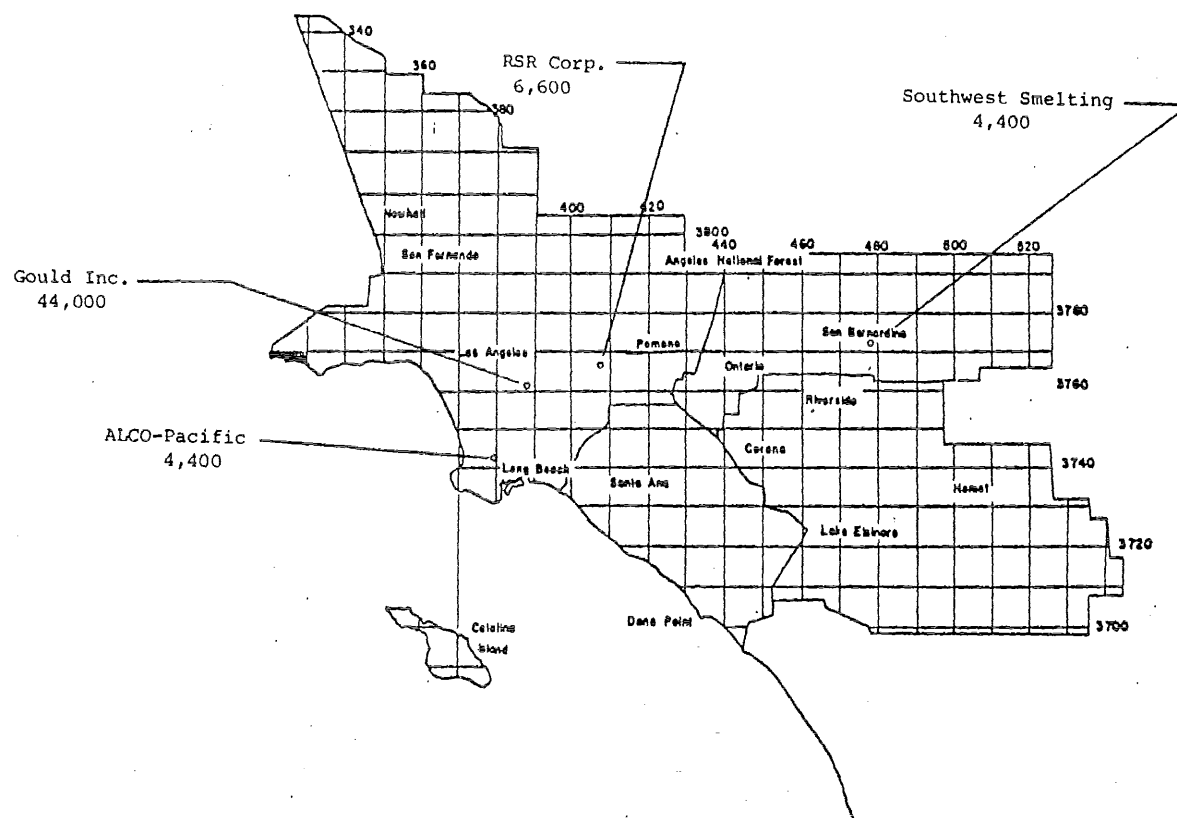 340
RSR Corp.
6,600
360
Southwest Smelting
4,400
380
400
420
Newhall
3800
440
460
480
500
520
San Fernando
Angeles National Forest
Gould Inc.
44,000
3780
San Bernardino
Pomona
Los Angeles
Ontario
3760
Riverside
ALCO-Pacific
4,400
Corona
3740
Long Beach
Santa Ana
Hemet
Lake Elsinore
3720
Dana Point
3700
Catalina
Island